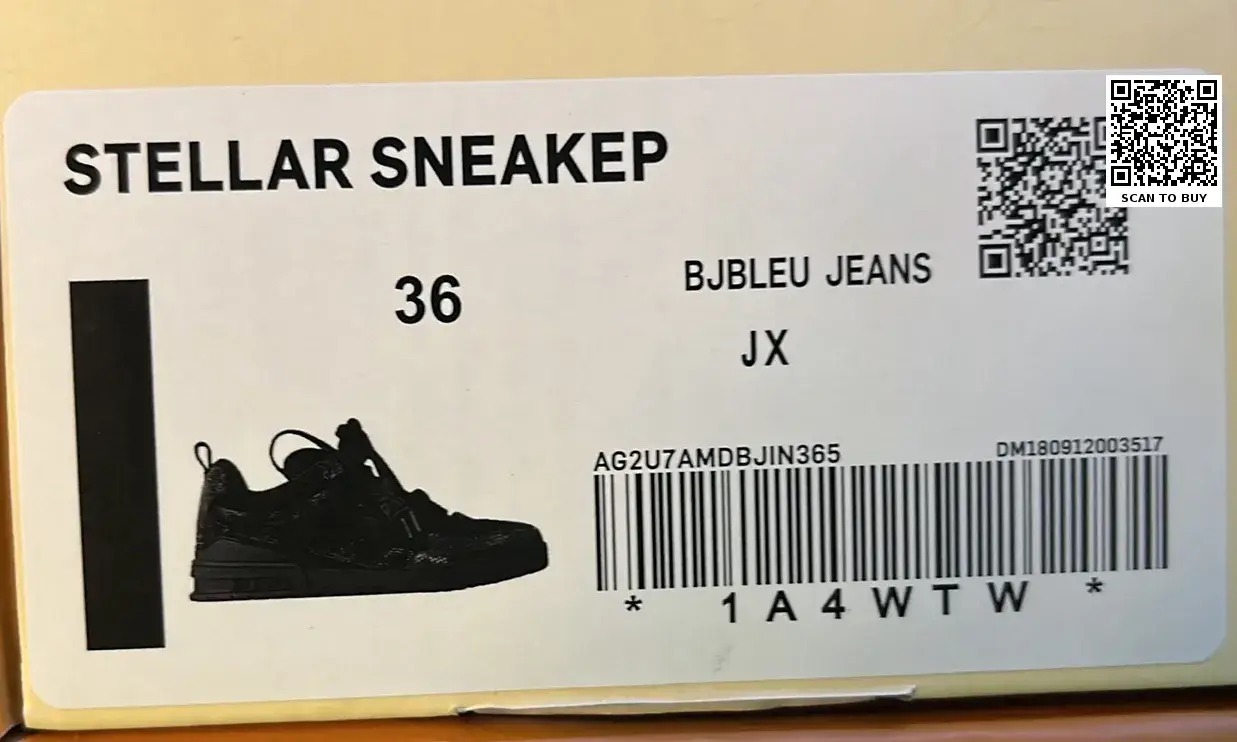 STELLAR SNEAKEP
SCAN TO BUY
36
BJBLEU JEANS
JX
AG2U7AMDBJIN365
DM180912003517
* 1A4WTW *